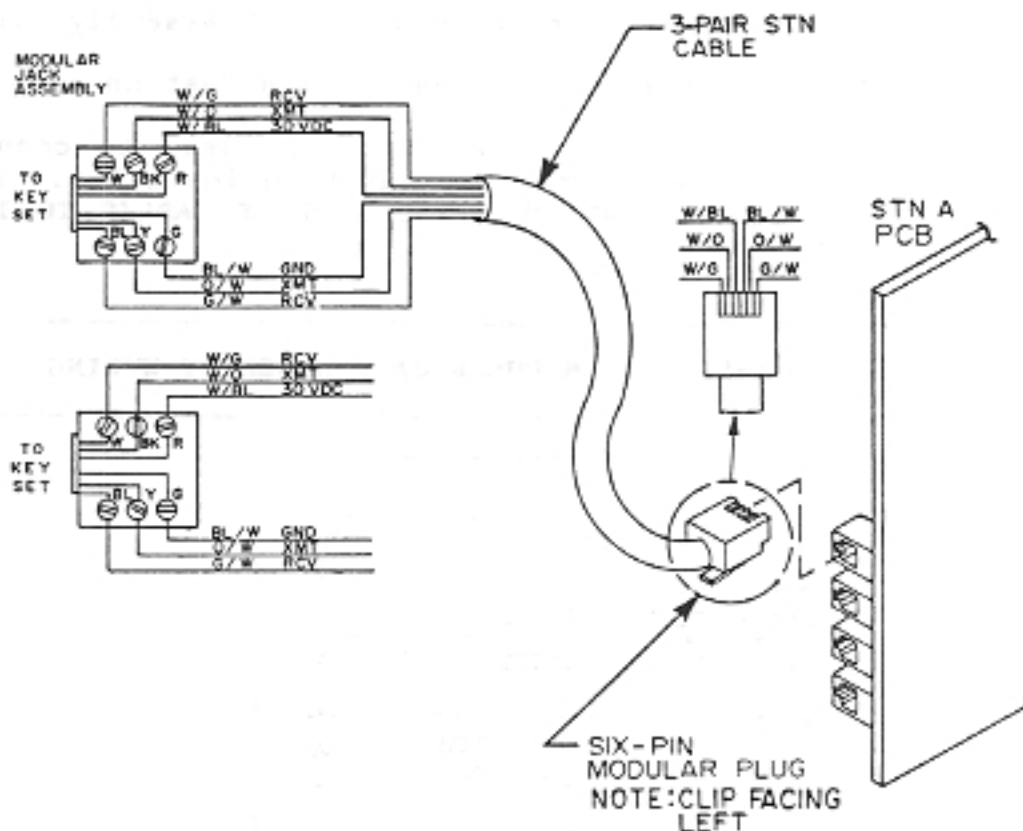 3-PAIR STN
CABLE
MODULAR
JACK
ASSEMBLY
W/G RCV
W/O XMT
W/BL 30 VDC
TO
KEY
SET
W BK R
BL Y G
BL/W GND
O/W XMT
G/W RCV
W/BL BL/W
W/O O/W
W/G G/W
STN A
PCB
W/G RCV
W/O XMT
W/BL 30 VDC
TO
KEY
SET
W BK R
BL Y G
BL/W GND
O/W XMT
G/W RCV
SIX-PIN
MODULAR PLUG
NOTE: CLIP FACING
LEFT